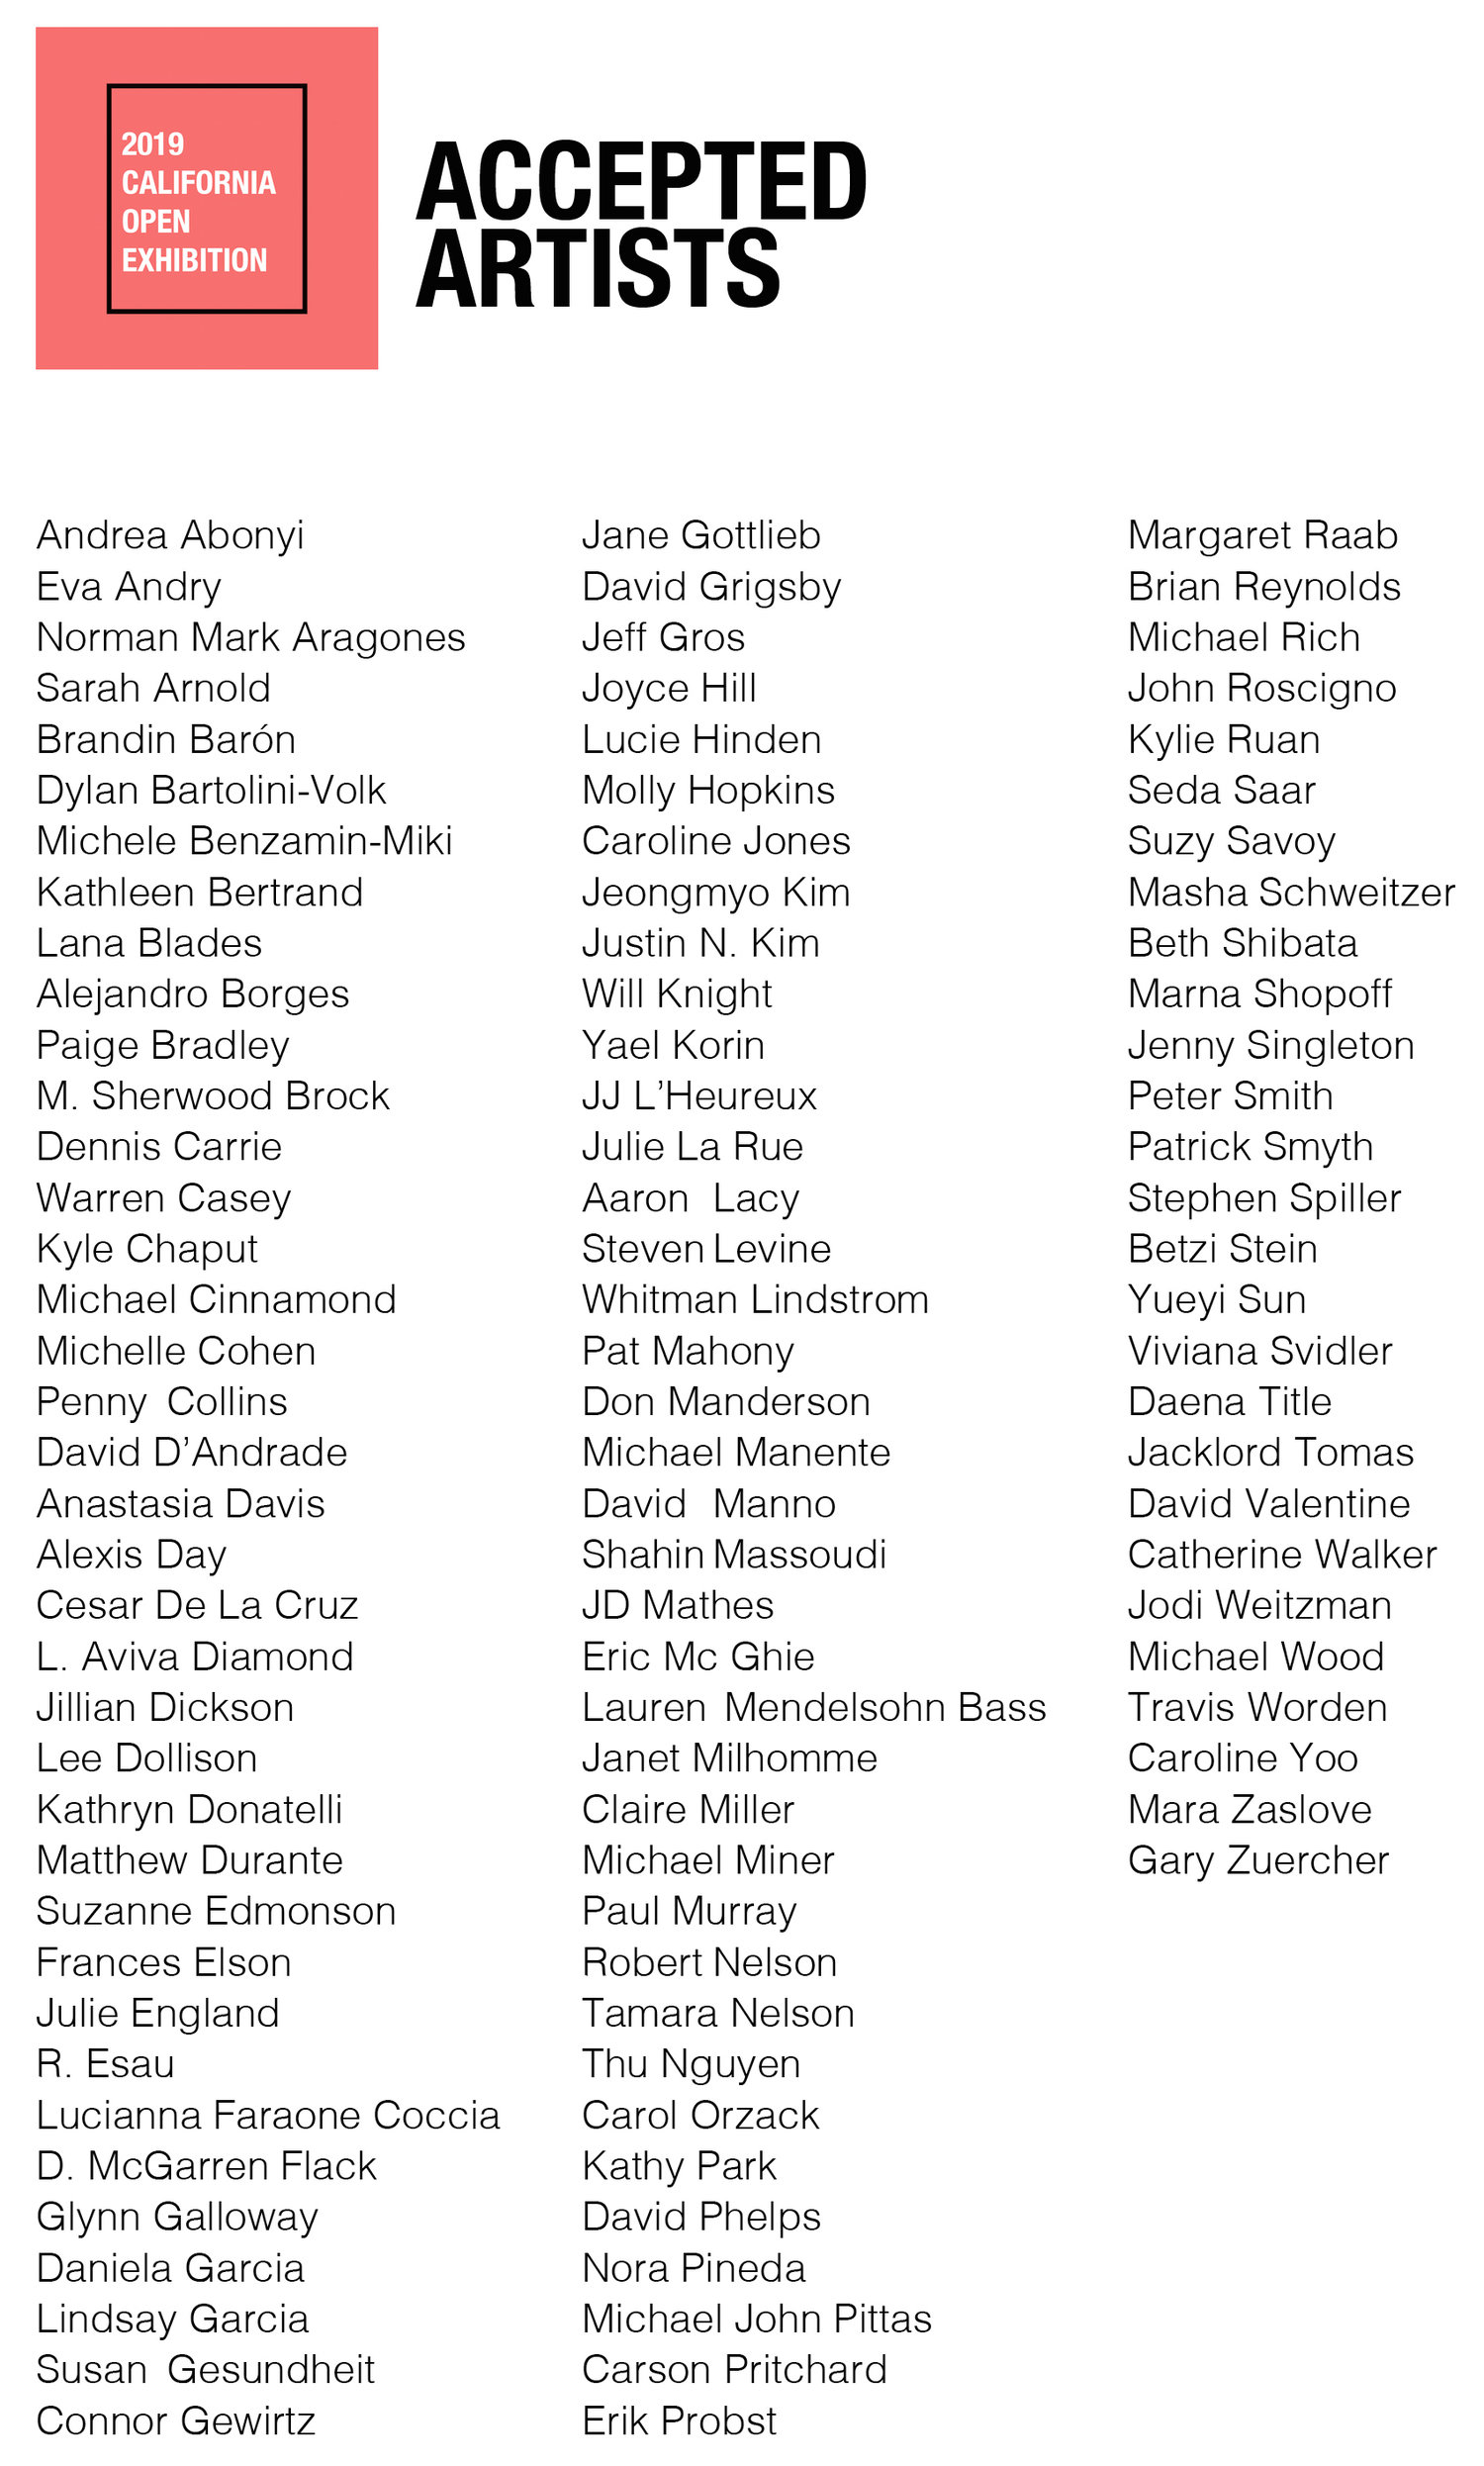 2019
CALIFORNIA
OPEN
EXHIBITION
ACCEPTED
ARTISTS
Andrea Abonyi
Eva Andry
Norman Mark Aragones
Sarah Arnold
Brandin Barón
Dylan Bartolini-Volk
Michele Benzamin-Miki
Kathleen Bertrand
Lana Blades
Alejandro Borges
Paige Bradley
M. Sherwood Brock
Dennis Carrie
Warren Casey
Kyle Chaput
Michael Cinnamond
Michelle Cohen
Penny Collins
David D’Andrade
Anastasia Davis
Alexis Day
Cesar De La Cruz
L. Aviva Diamond
Jillian Dickson
Lee Dollison
Kathryn Donatelli
Matthew Durante
Suzanne Edmonson
Frances Elson
Julie England
R. Esau
Lucianna Faraone Coccia
D. McGarren Flack
Glynn Galloway
Daniela Garcia
Lindsay Garcia
Susan Gesundheit
Connor Gewirtz
Jane Gottlieb
David Grigsby
Jeff Gros
Joyce Hill
Lucie Hinden
Molly Hopkins
Caroline Jones
Jeongmyo Kim
Justin N. Kim
Will Knight
Yael Korin
JJ L’Heureux
Julie La Rue
Aaron Lacy
Steven Levine
Whitman Lindstrom
Pat Mahony
Don Manderson
Michael Manente
David Manno
Shahin Massoudi
JD Mathes
Eric Mc Ghie
Lauren Mendelsohn Bass
Janet Milhomme
Claire Miller
Michael Miner
Paul Murray
Robert Nelson
Tamara Nelson
Thu Nguyen
Carol Orzack
Kathy Park
David Phelps
Nora Pineda
Michael John Pittas
Carson Pritchard
Erik Probst
Margaret Raab
Brian Reynolds
Michael Rich
John Roscigno
Kylie Ruan
Seda Saar
Suzy Savoy
Masha Schweitzer
Beth Shibata
Marna Shopoff
Jenny Singleton
Peter Smith
Patrick Smyth
Stephen Spiller
Betzi Stein
Yueyi Sun
Viviana Svidler
Daena Title
Jacklord Tomas
David Valentine
Catherine Walker
Jodi Weitzman
Michael Wood
Travis Worden
Caroline Yoo
Mara Zaslove
Gary Zuercher